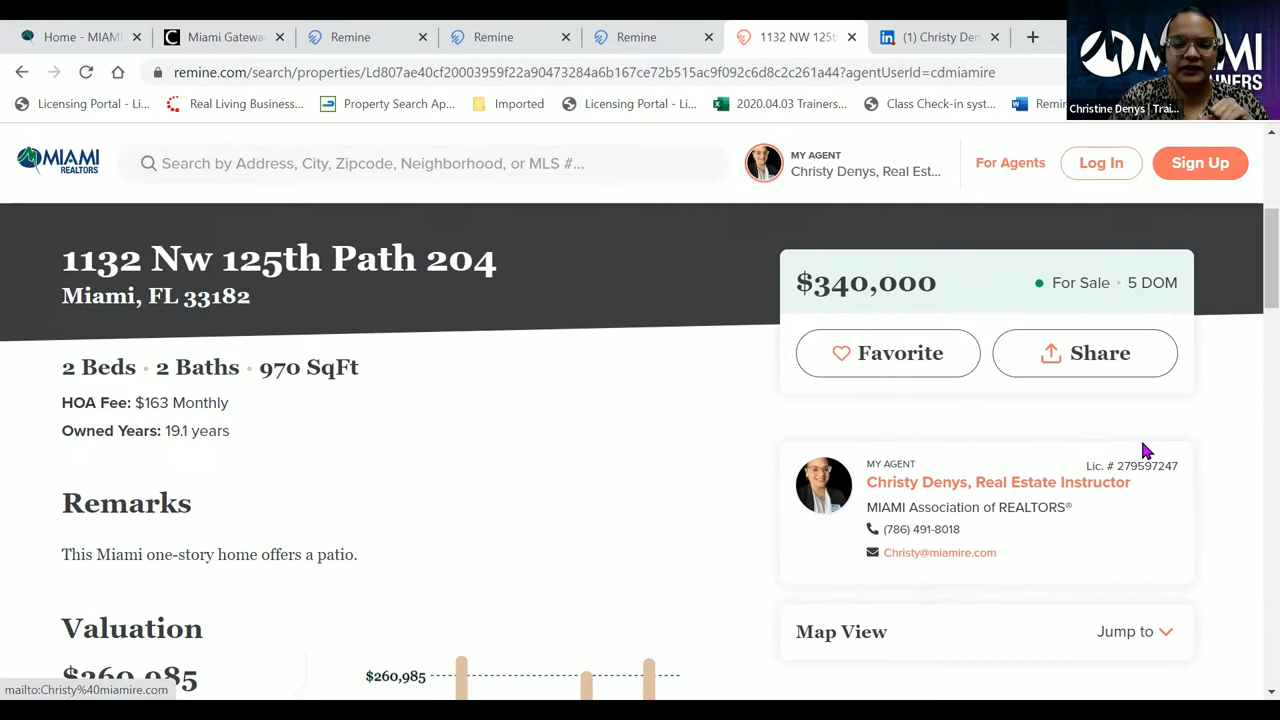 Home - MIAMI
Miami Gatewa
Remine
Remine
Remine
1132 NW 125t
(1) Christy Den
remine.com/search/properties/Ld807ae40cf20003959f22a90473284a6b167ce72b515ac9f092c6d8c2c261a44?agentUserId=cdmiamire
Licensing Portal - Li...
Real Living Business...
Property Search Ap...
Imported
Licensing Portal - Li...
2020.04.03 Trainers...
Class Check-in syst...
Christine Denys | Trai...
MIAMI
REALTORS
Search by Address, City, Zipcode, Neighborhood, or MLS #...
MY AGENT
Christy Denys, Real Est...
For Agents
Log In
Sign Up
1132 Nw 125th Path 204
Miami, FL 33182
$340,000
For Sale • 5 DOM
Favorite
Share
2 Beds · 2 Baths · 970 SqFt
HOA Fee: $163 Monthly
Owned Years: 19.1 years
MY AGENT
Lic. # 279597247
Christy Denys, Real Estate Instructor
MIAMI Association of REALTORS®
(786) 491-8018
Christy@miamire.com
Remarks
This Miami one-story home offers a patio.
Map View
Jump to
Valuation
$260,985
$260,985
mailto:Christy%40miamire.com